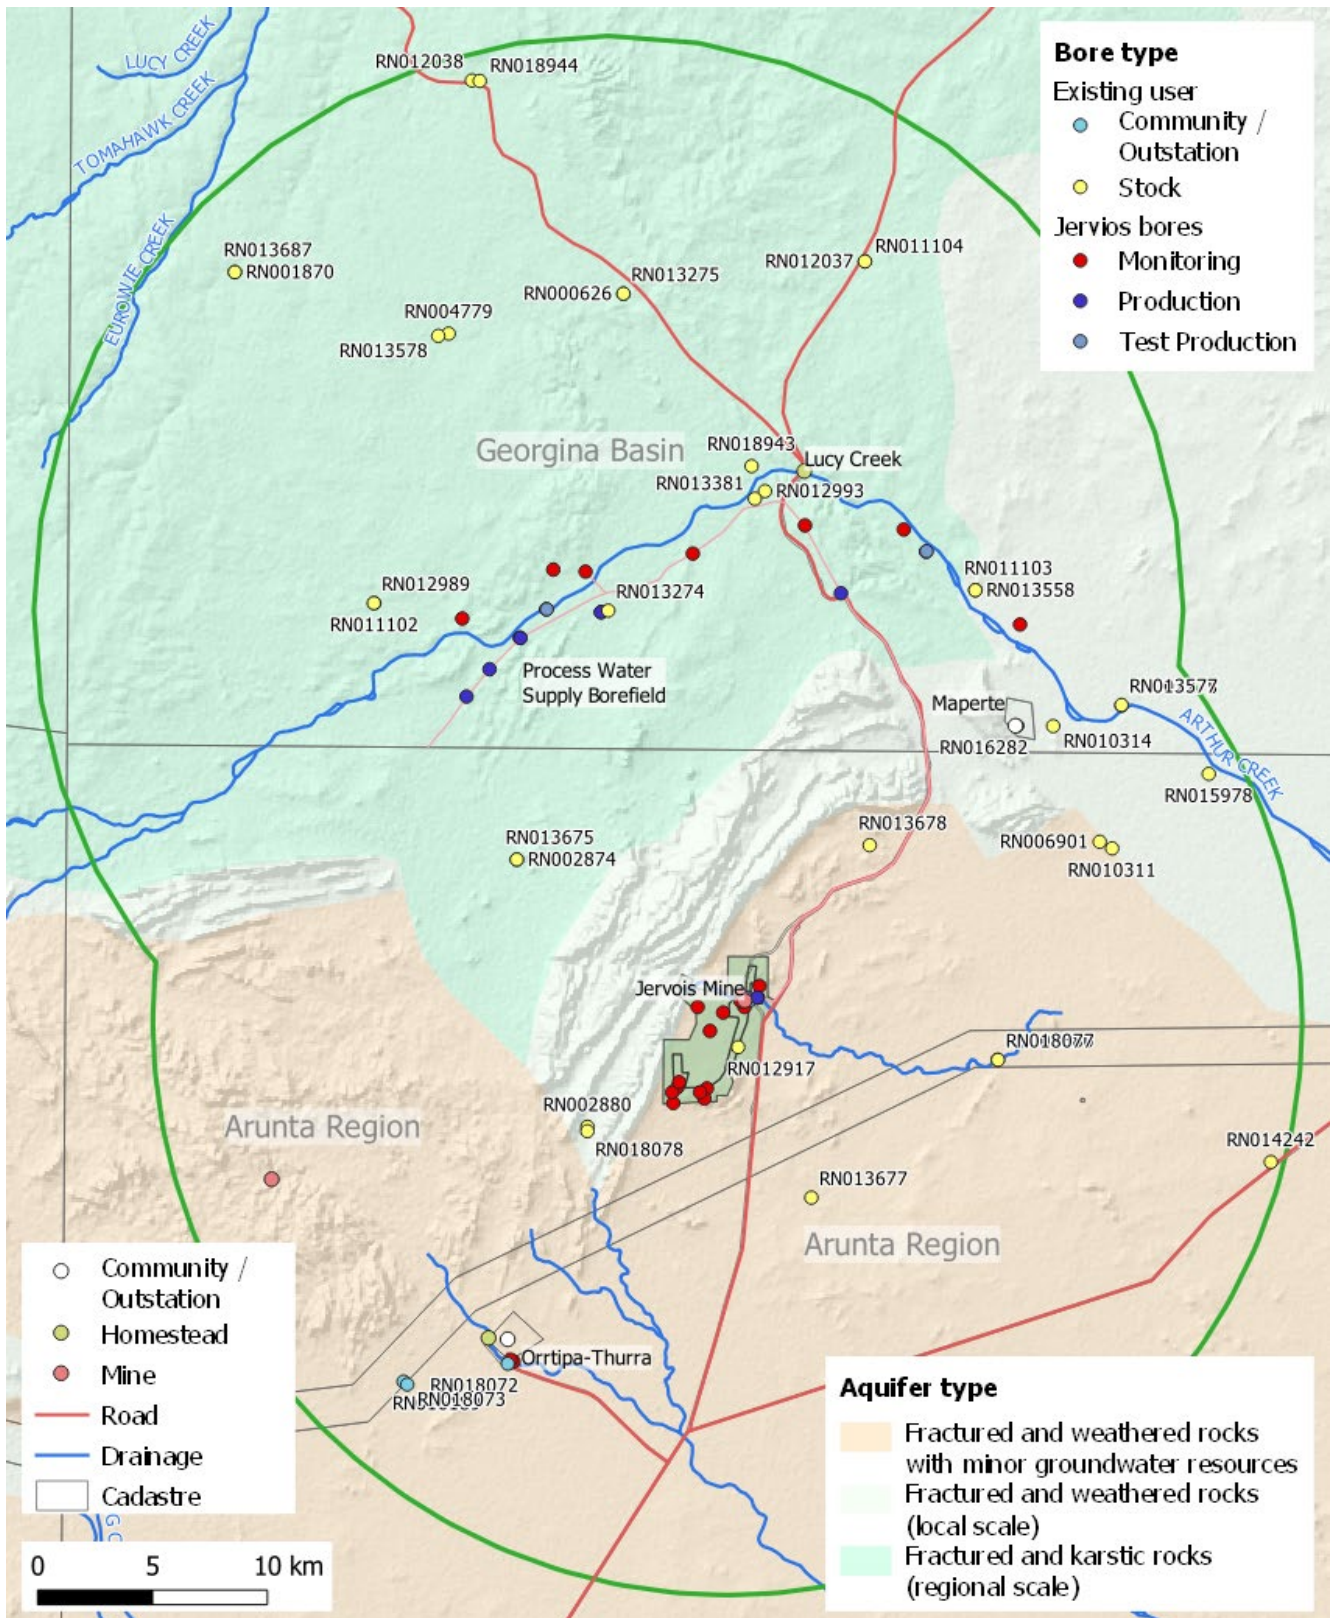 LUCY CREEK
TOMAHAWK CREEK
EUROWIE CREEK
RN012038
RN018944
Bore type
Existing user
Community /
Outstation
Stock
Jervios bores
Monitoring
Production
Test Production
RN013687
RN001870
RN012037
RN011104
RN013275
RN000626
RN004779
RN013578
Georgina Basin
RN018943
Lucy Creek
RN013381
RN012993
RN012989
RN011102
RN013274
RN011103
RN013558
Process Water
Supply Borefield
Maperte
RN016282
RN010314
RN013577
ARTHUR CREEK
RN015978
RN013675
RN002874
RN013678
RN006901
RN010311
Jervois Mine
RN012917
RN018077
RN002880
RN018078
Arunta Region
RN014242
RN013677
Arunta Region
Orrtipa-Thurra
RN018072
RN018073
Community /
Outstation
Homestead
Mine
Road
Drainage
Cadastre
0 5 10 km
Aquifer type
Fractured and weathered rocks
with minor groundwater resources
Fractured and weathered rocks
(local scale)
Fractured and karstic rocks
(regional scale)